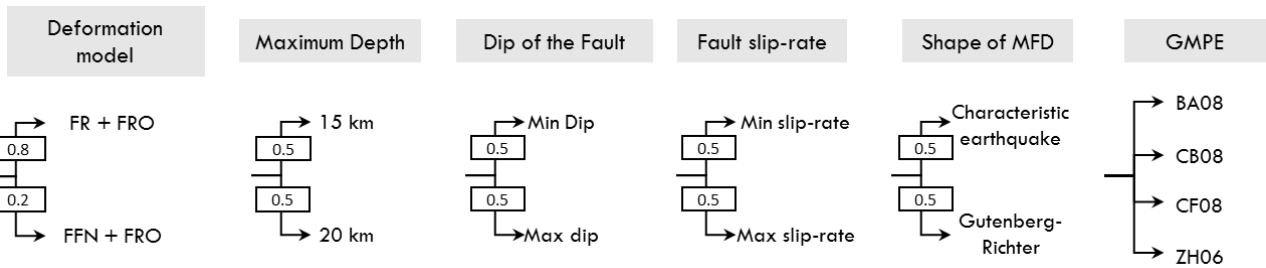 Deformation
model
Maximum Depth
Dip of the Fault
Fault slip-rate
Shape of MFD
GMPE
FR + FRO
0.8
0.2
FFN + FRO
15 km
0.5
0.5
20 km
Min Dip
0.5
0.5
Max dip
Min slip-rate
0.5
0.5
Max slip-rate
Characteristic
earthquake
0.5
0.5
Gutenberg-
Richter
BA08
CB08
CF08
ZH06